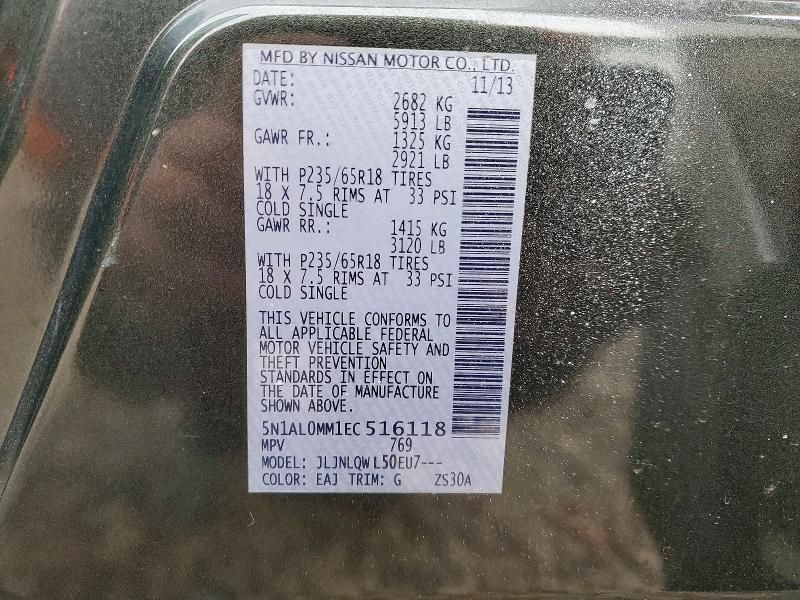 MFD BY NISSAN MOTOR CO., LTD.
DATE: 11/13
GVWR: 2682 KG
5913 LB
GAWR FR.: 1325 KG
2921 LB
WITH P235/65R18 TIRES
18 X 7.5 RIMS AT 33 PSI
COLD SINGLE
GAWR RR.: 1415 KG
3120 LB
WITH P235/65R18 TIRES
18 X 7.5 RIMS AT 33 PSI
COLD SINGLE
THIS VEHICLE CONFORMS TO
ALL APPLICABLE FEDERAL
MOTOR VEHICLE SAFETY AND
THEFT PREVENTION
STANDARDS IN EFFECT ON
THE DATE OF MANUFACTURE
SHOWN ABOVE.
5N1AL0MM1EC 516118
MPV 769
MODEL: JLJNLQW L50EU7---
COLOR: EAJ TRIM: G ZS30A